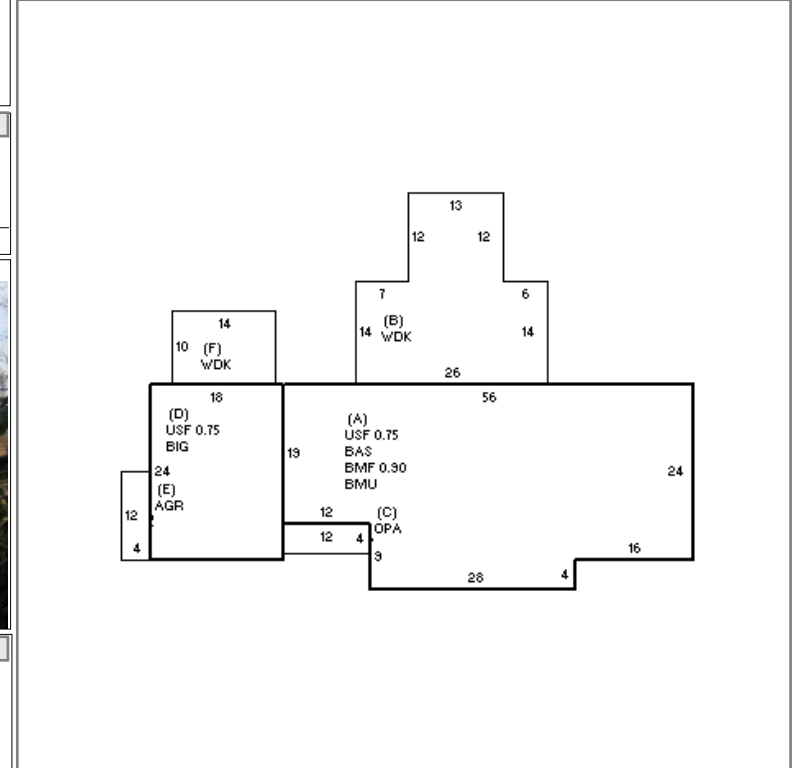 13
12 12
7 6
14 (B) 14
WDK
26
14
10 (F)
WDK
18 56
(D)
USF 0.75
BIG
(A)
USF 0.75
BAS
BMF 0.90
BMU
19
24
24
(E)
AGR
12
4
12
(C)
OPA
12 4
9
16
28 4